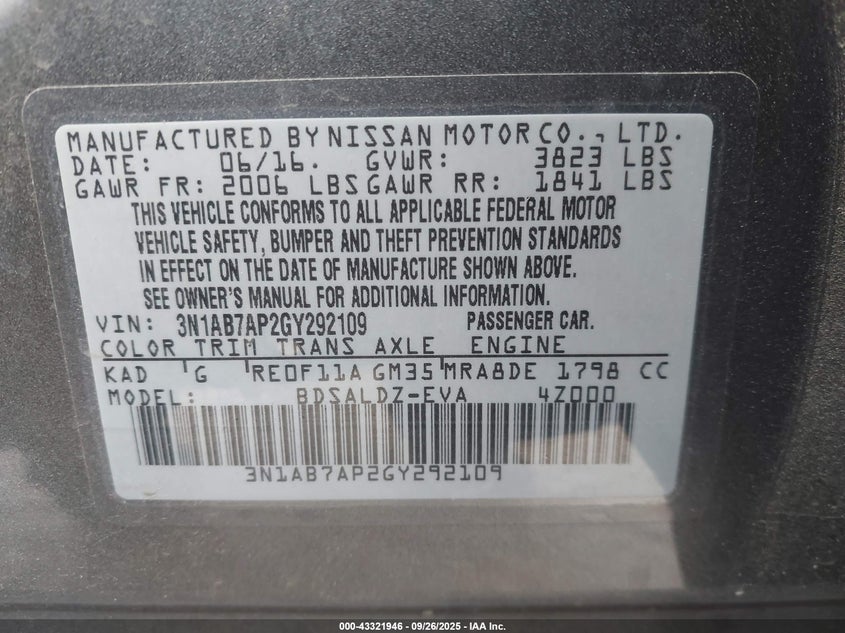 MANUFACTURED BY NISSAN MOTOR CO., LTD.
DATE: 06/16. GVWR: 3823 LBS
GAWR FR: 2006 LBS GAWR RR: 1841 LBS
THIS VEHICLE CONFORMS TO ALL APPLICABLE FEDERAL MOTOR
VEHICLE SAFETY, BUMPER AND THEFT PREVENTION STANDARDS
IN EFFECT ON THE DATE OF MANUFACTURE SHOWN ABOVE.
SEE OWNER'S MANUAL FOR ADDITIONAL INFORMATION.
VIN: 3N1AB7AP2GY292109 PASSENGER CAR.
COLOR TRIM TRANS AXLE ENGINE
KAD G RE0F11A GM35 MRA8DE 1798 CC
MODEL: BDSALDZ-EVA 4Z000
3N1AB7AP2GY292109
000-43321946 - 09/26/2025 - IAA Inc.